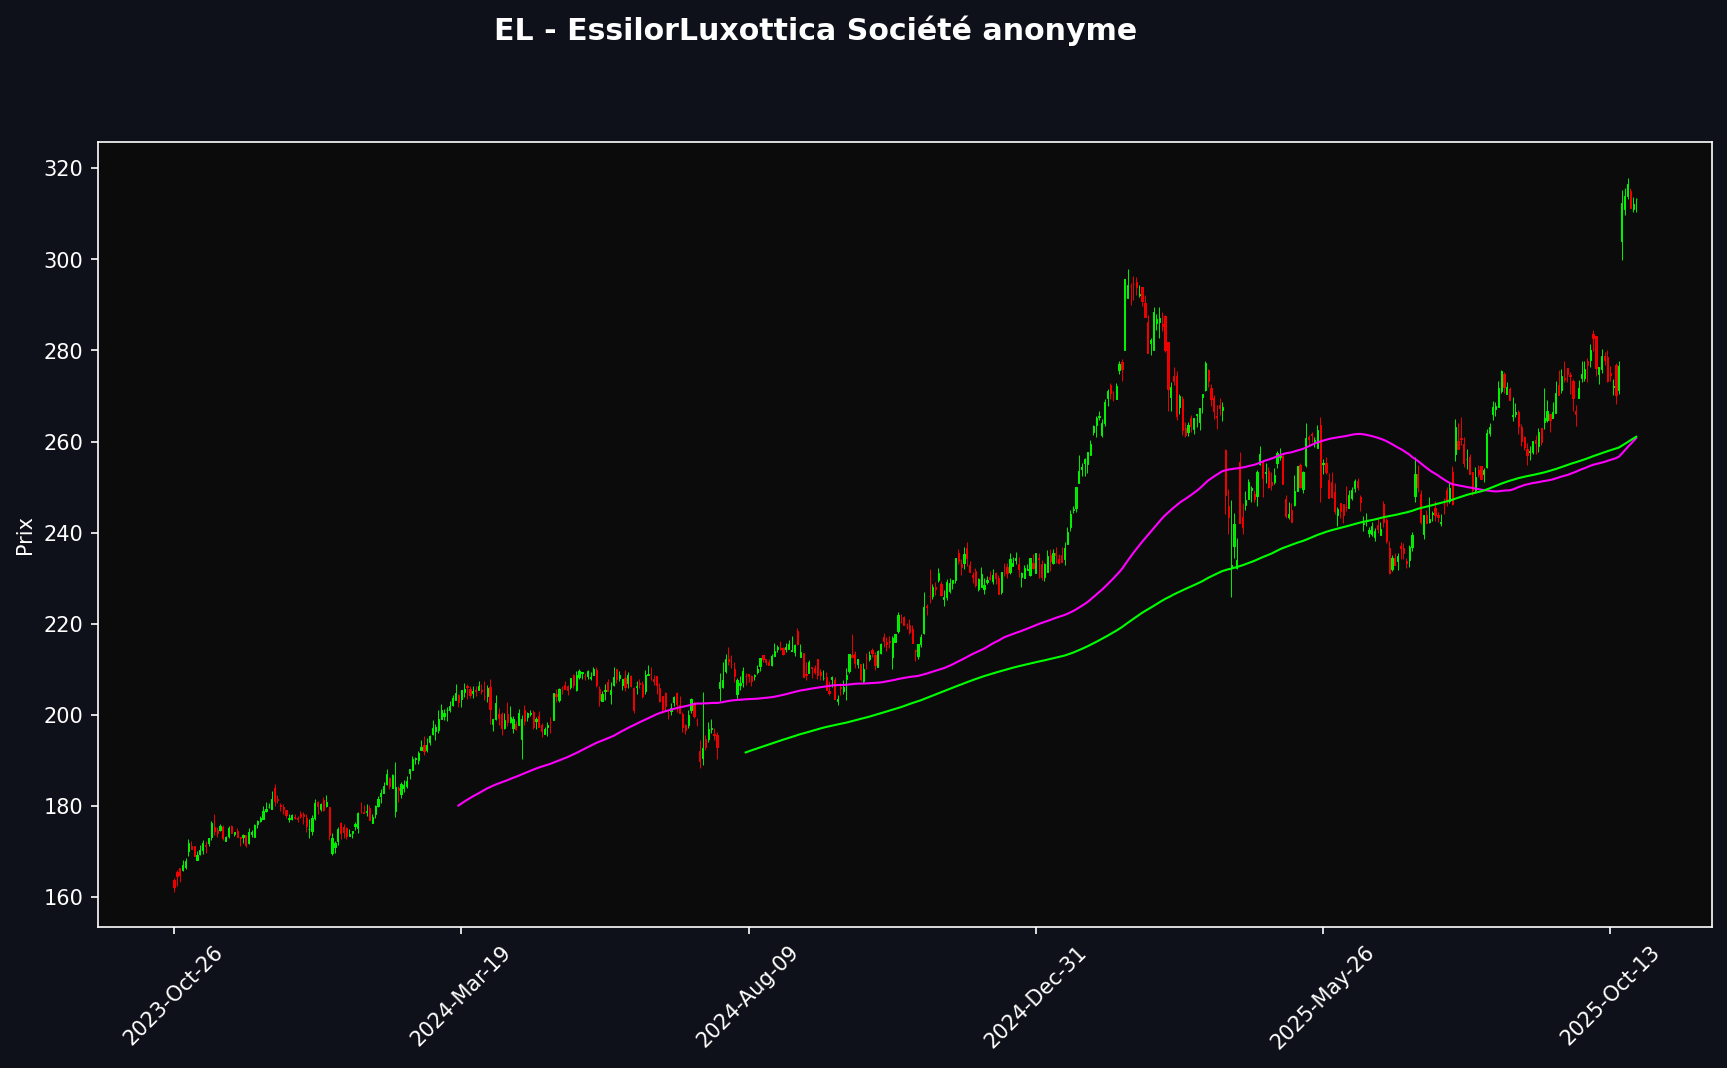 EL - EssilorLuxottica Société anonyme
320
300
280
260
240
220
200
180
160
Prix
2023-Oct-26
2024-Mar-19
2024-Aug-09
2024-Dec-31
2025-May-26
2025-Oct-13